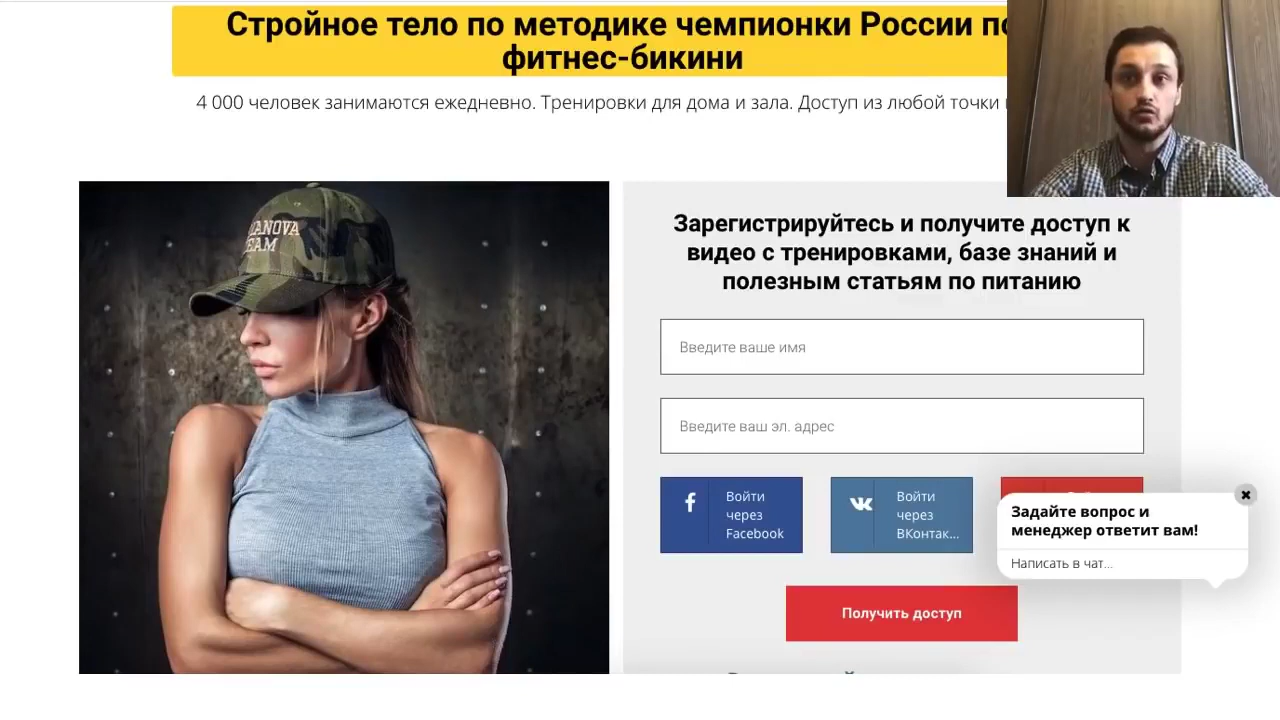 Стройное тело по методике чемпионки России по
фитнес-бикини
4 000 человек занимаются ежедневно. Тренировки для дома и зала. Доступ из любой точки
TEAM
Зарегистрируйтесь и получите доступ к
видео с тренировками, базе знаний и
полезным статьям по питанию
Введите ваше имя
Введите ваш эл. адрес
Войти
через
Facebook
Войти
через
ВКонтак...
Задайте вопрос и
менеджер ответит вам!
Написать в чат...
Получить доступ